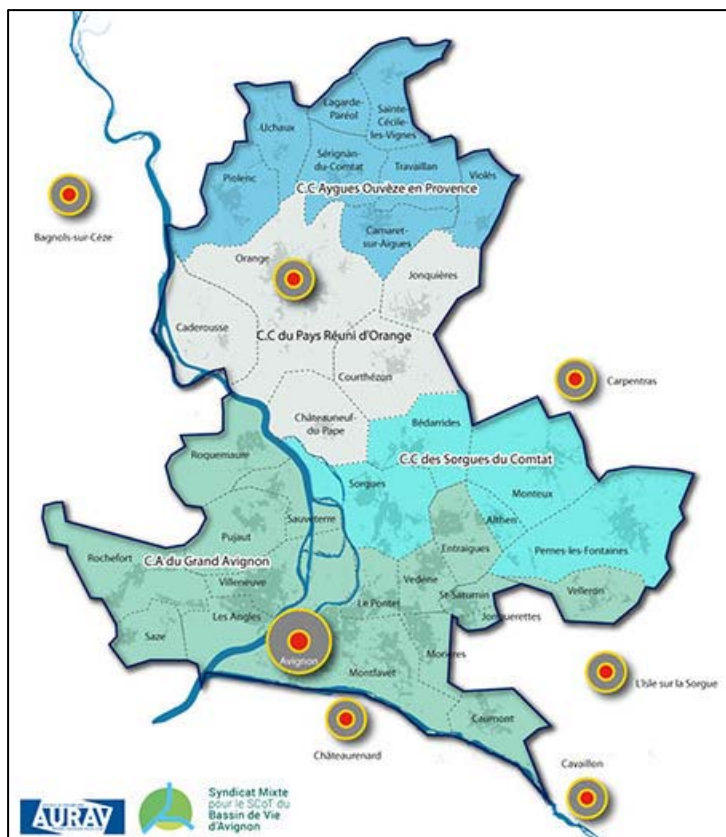 Lagarde-
Paréol
Sainte-
Cécile-
les-Vignes
Uchaux
Sérignan-
du-Comtat
Travaillan
Violès
Piolenc
C.C Aygues Ouvèze en Provence
Camaret-
sur-Aigues
Bagnols-sur-Cèze
Orange
Jonquières
Caderousse
C.C du Pays Réuni d'Orange
Courthézon
Carpentras
Châteauneuf-
du-Pape
Bédarrides
Roquemaure
C.C des Sorgues du Comtat
Sorgues
Monteux
Sauveterre
Althen
Pujaut
Entraigues
Pernes-les-Fontaines
Rochefort
C.A du Grand Avignon
Villeneuve
Vedène
Velleron
Le Pontet
St-Saturnin
Les Angles
Jonquerettes
Saze
Morières
Avignon
Montfavet
L'Isle sur la Sorgue
Caumont
Châteaurenard
Cavaillon
AURAV
Syndicat Mixte
pour le SCoT du
Bassin de Vie
d'Avignon